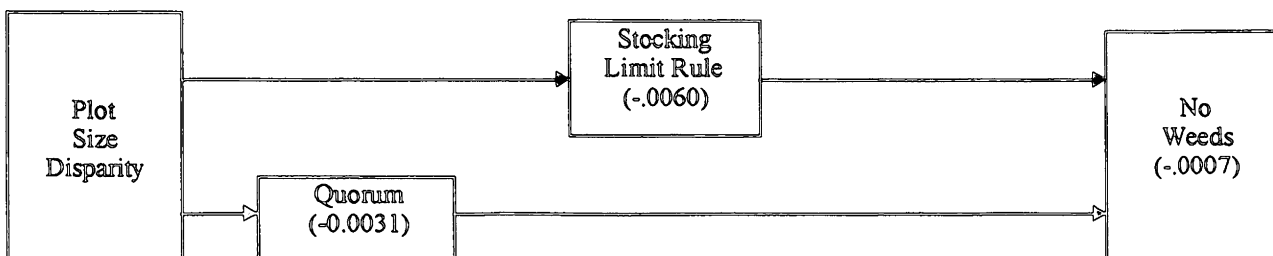 Plot
Size
Disparity
Stocking
Limit Rule
(-.0060)
Quorum
(-0.0031)
No
Weeds
(-.0007)